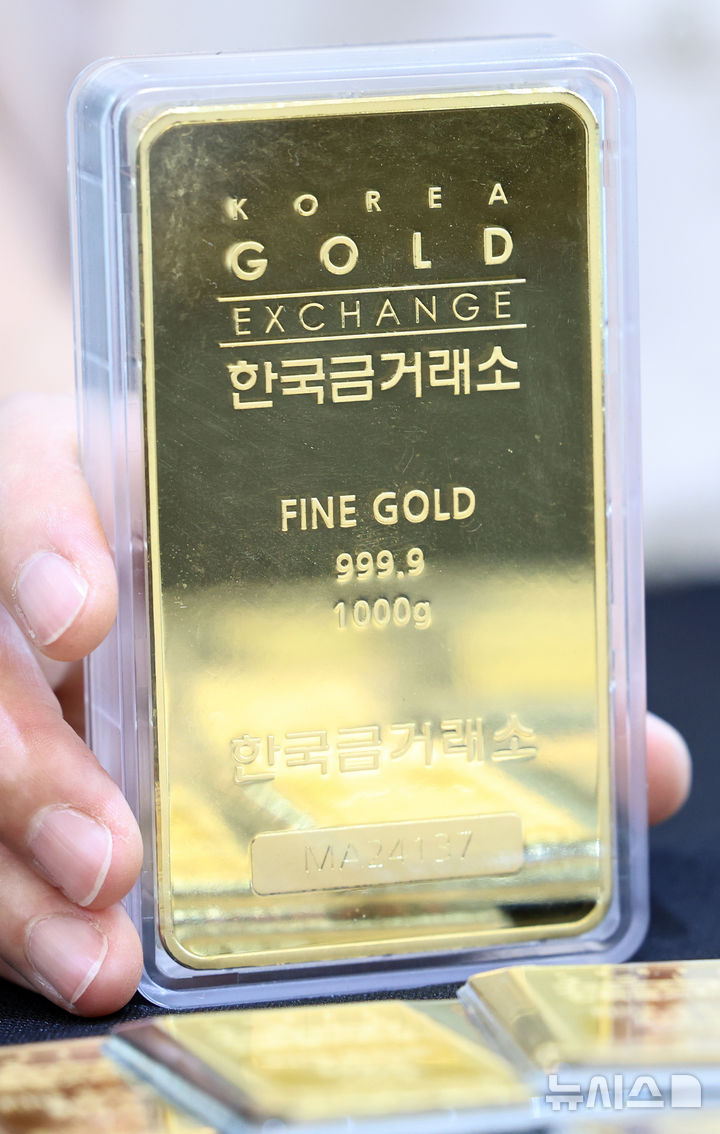 KOREA
GOLD
EXCHANGE
한국금거래소
FINE GOLD
999.9
1000g
한국금거래소
MA24137
뉴시스